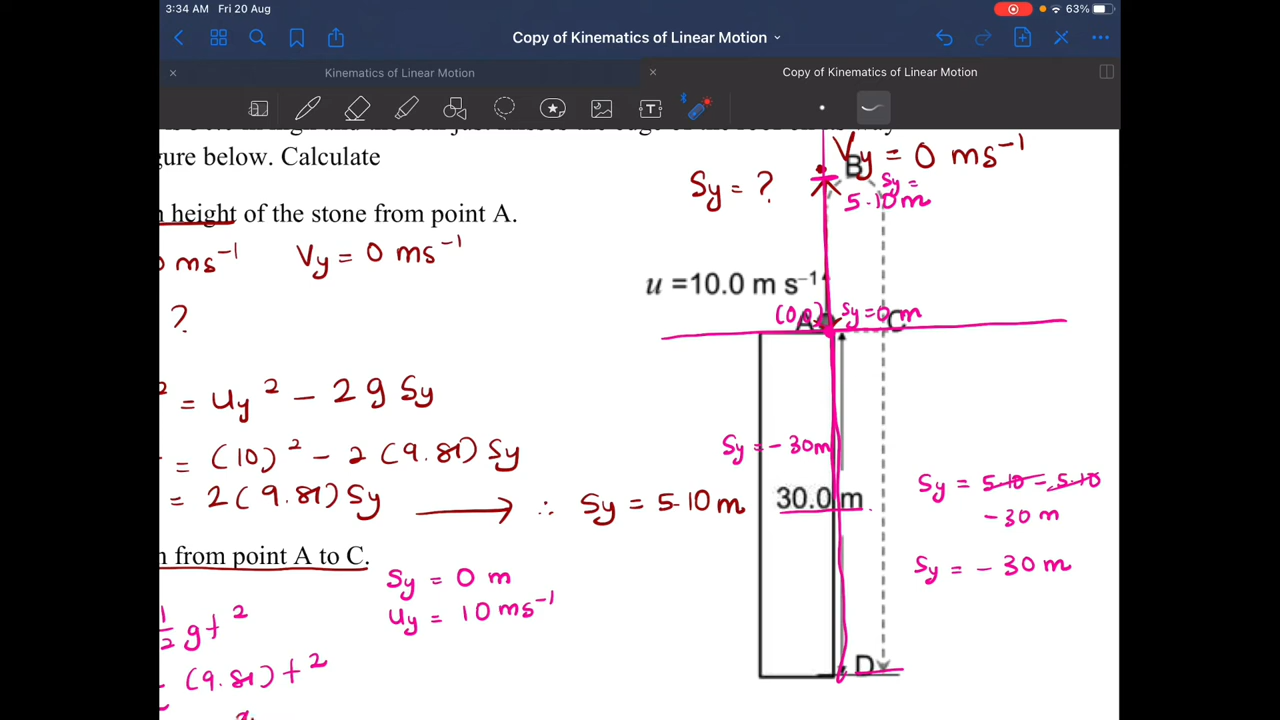 3:34 AM Fri 20 Aug
63%
Copy of Kinematics of Linear Motion
Kinematics of Linear Motion
Copy of Kinematics of Linear Motion
gure below. Calculate
height of the stone from point A.
ms⁻¹ Vy = 0 ms⁻¹
?
² = uy² - 2 g Sy
= (10)² - 2 (9.81) Sy
= 2 (9.81) Sy → ∴ Sy = 5.10 m
n from point A to C.
Sy = 0 m
uy = 10 ms⁻¹
1/2 gt²
(9.81) t²
Vy = 0 ms⁻¹
B
Sy = ?
Sy =
5.10 m
u = 10.0 m s⁻¹
(0,0) A Sy = 0 m C
Sy = - 30m
30.0 m
Sy = 5.10 - 5.10
- 30 m
Sy = - 30 m
D